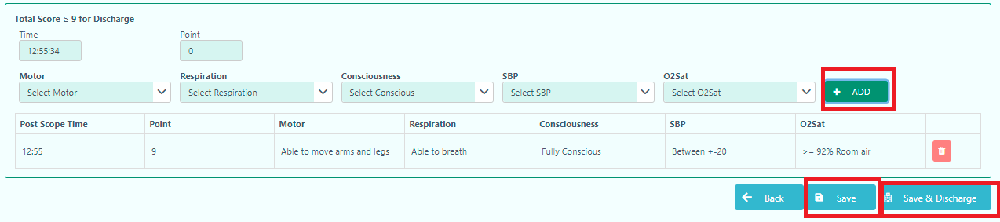 Total Score ≥ 9 for Discharge
Time Point
12:55:34 0
Motor Respiration Consciousness SBP O2Sat
Select Motor Select Respiration Select Conscious Select SBP Select O2Sat ADD
Post Scope Time Point Motor Respiration Consciousness SBP O2Sat
12:55 9 Able to move arms and legs Able to breath Fully Conscious Between +-20 >= 92% Room air
Back Save Save & Discharge